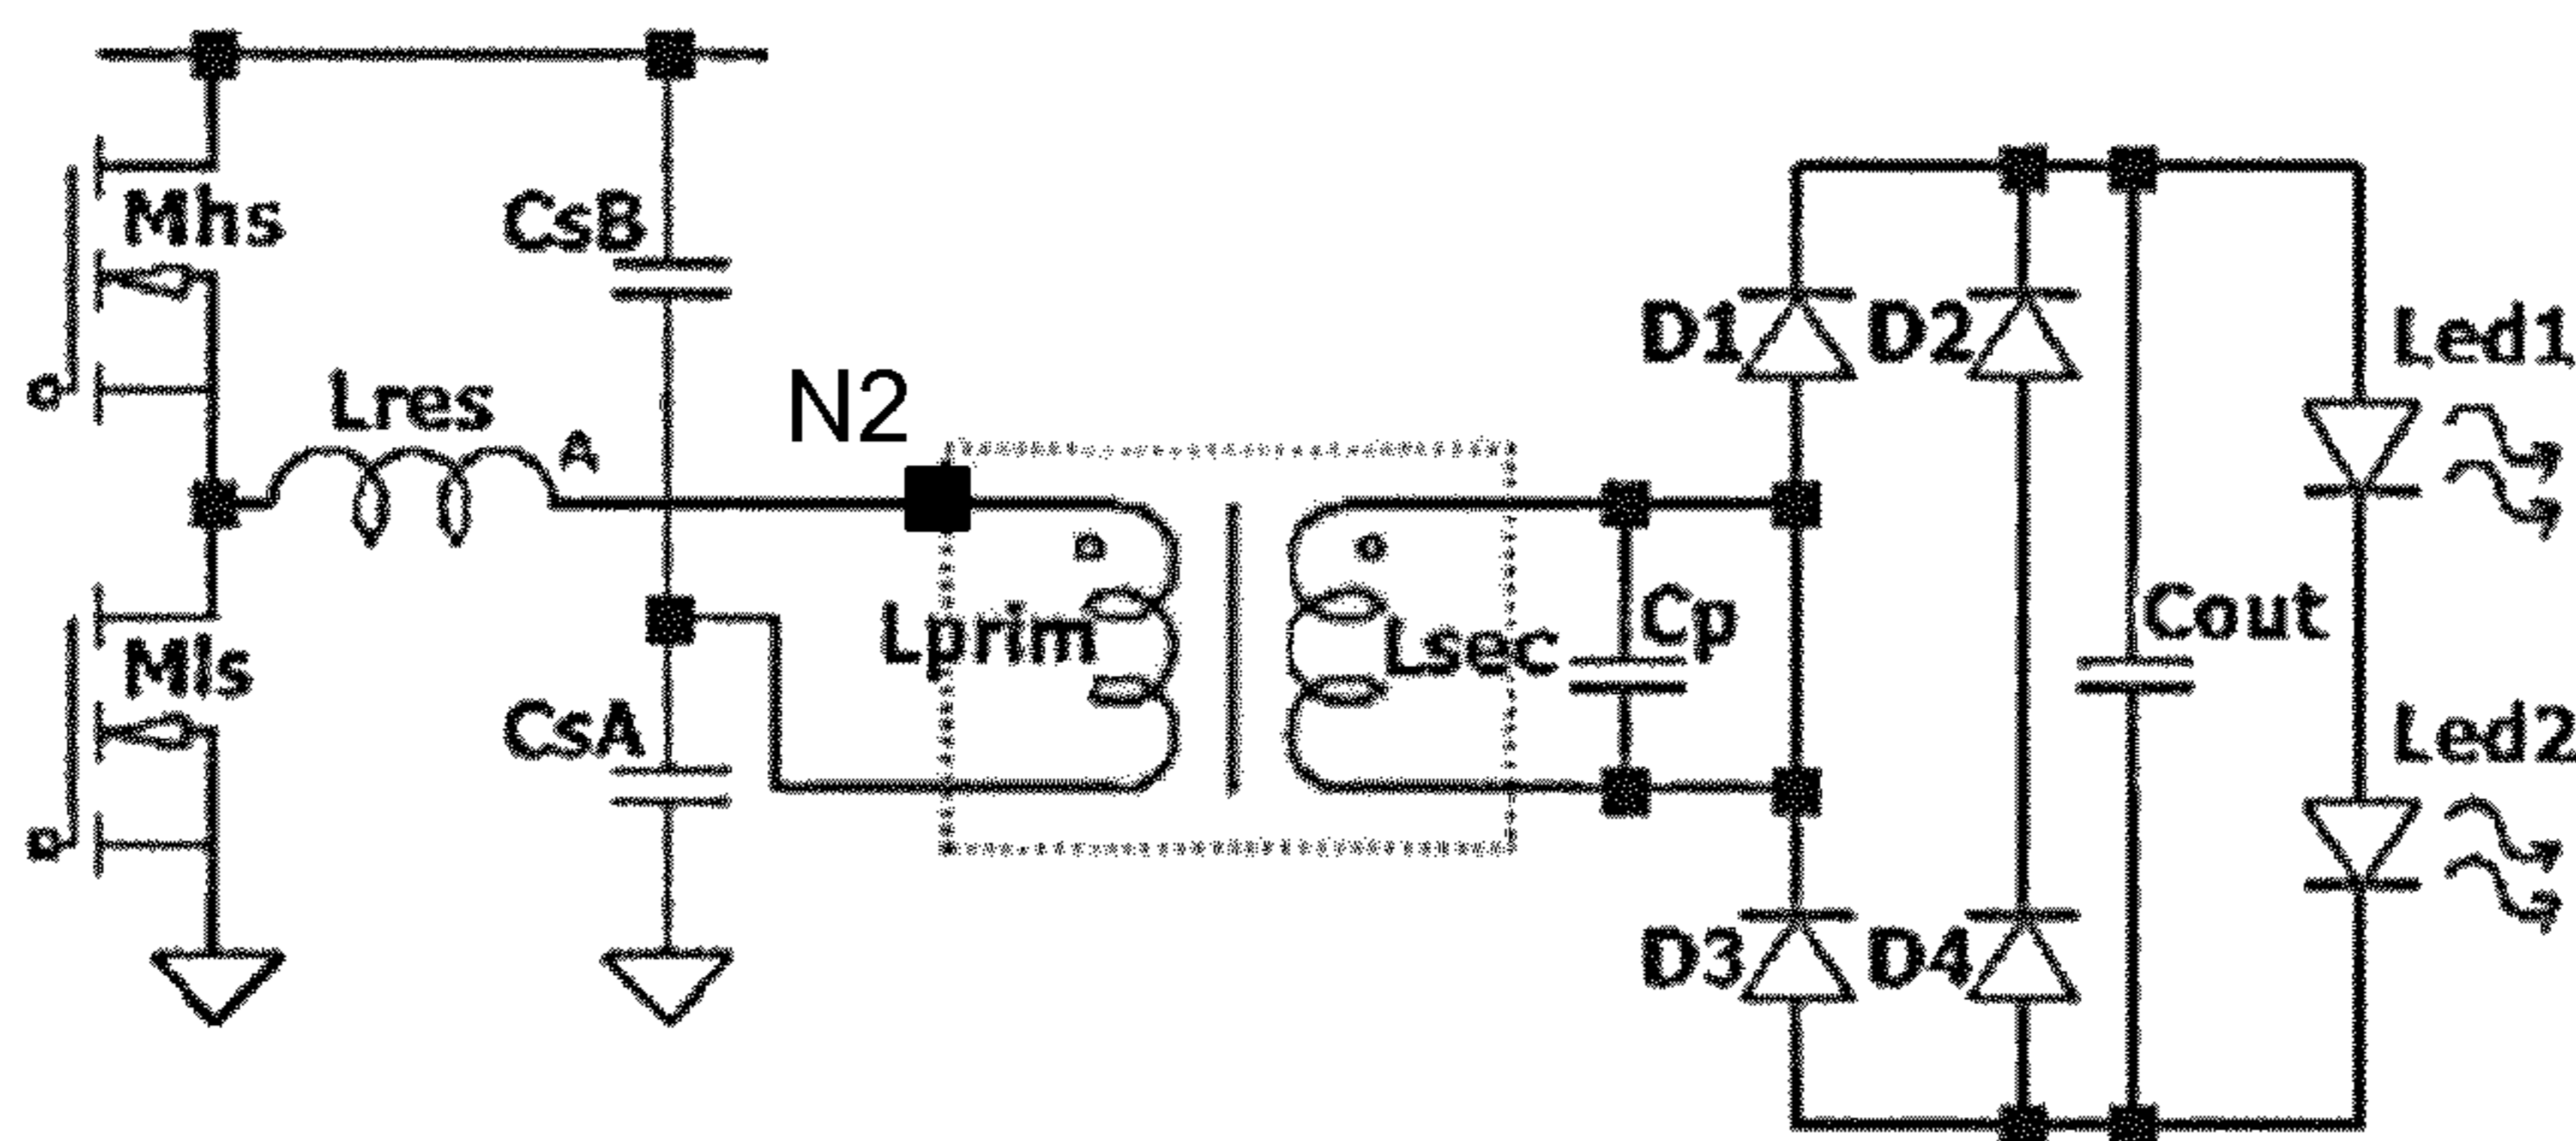 Mhs
CsB
N2
Lres
A
D1
D2
Led1
Lprim
Lsec
Cp
Cout
Mls
CsA
Led2
D3
D4